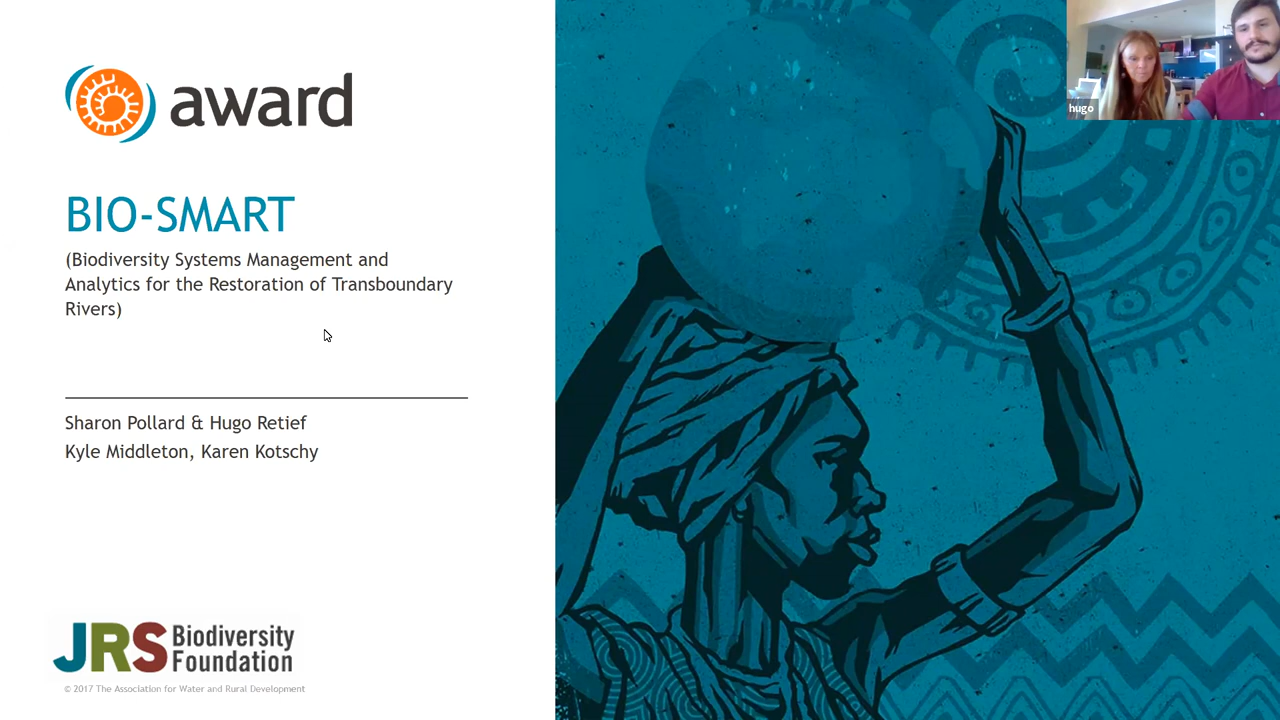 award
BIO-SMART
(Biodiversity Systems Management and
Analytics for the Restoration of Transboundary
Rivers)
Sharon Pollard & Hugo Retief
Kyle Middleton, Karen Kotschy
JRS Biodiversity
Foundation
© 2017 The Association for Water and Rural Development
hugo